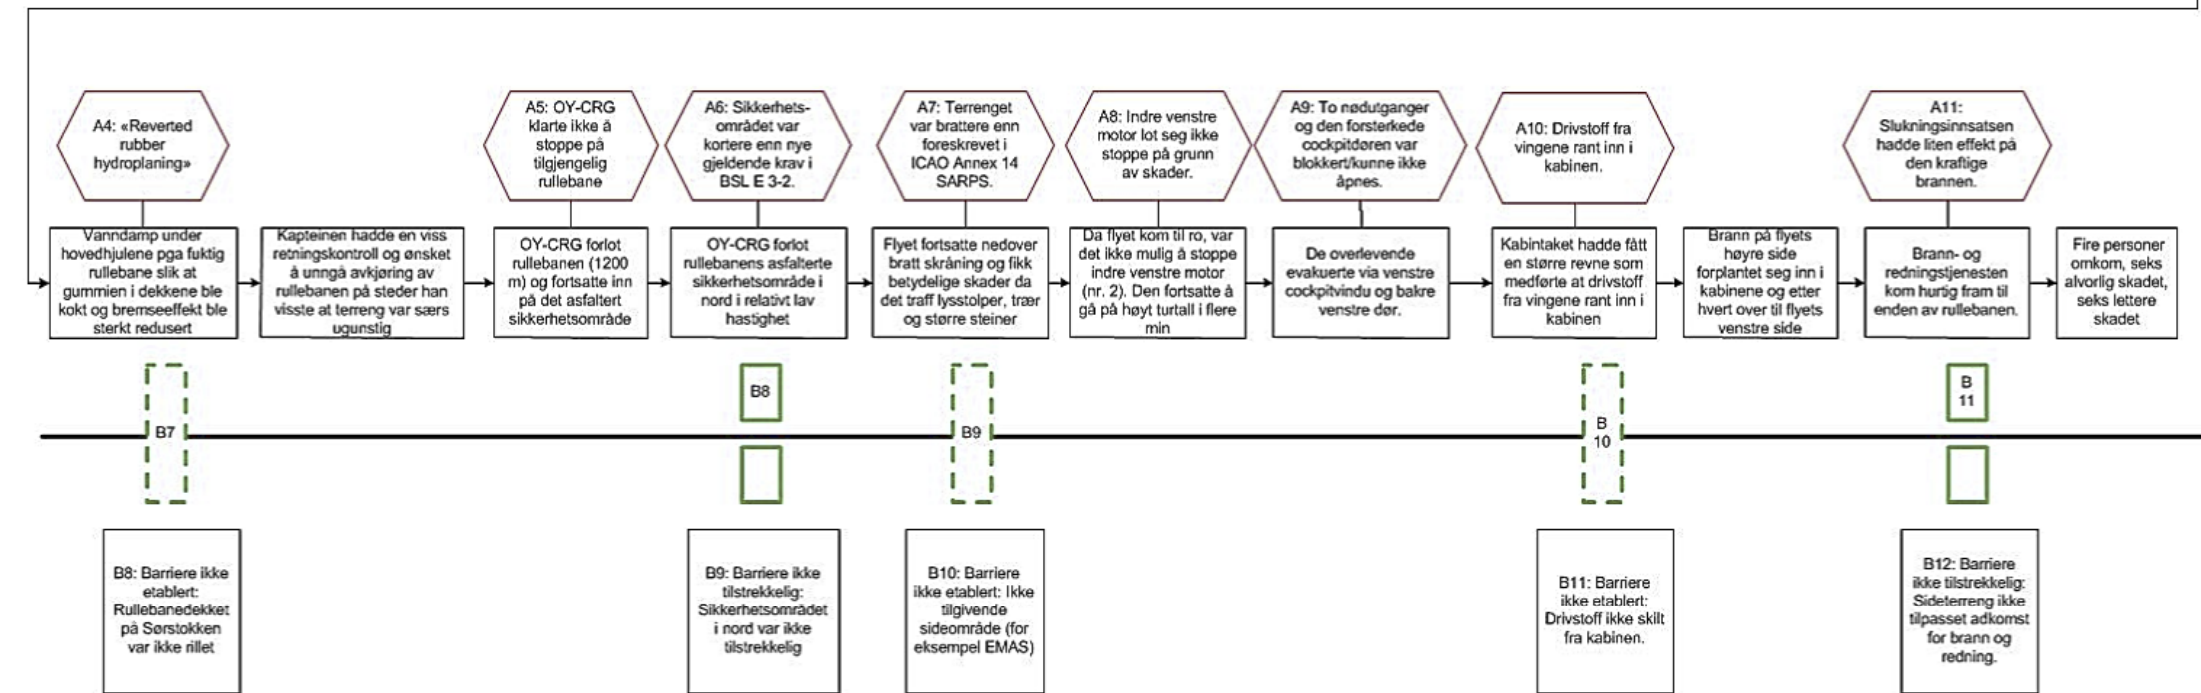 A4: «Reverted
rubber
hydroplaning»
A5: OY-CRG
klarte ikke å
stoppe på
tilgjengelig
rullebane
A6: Sikkerhets-
området var
kortere enn nye
gjeldende krav i
BSL E 3-2.
A7: Terrenget
var brattere enn
foreskrevet i
ICAO Annex 14
SARPS.
A8: Indre venstre
motor lot seg ikke
stoppe på grunn
av skader.
A9: To nødutganger
og den forsterkede
cockpitdøren var
blokkert/kunne ikke
åpnes.
A10: Drivstoff fra
vingene rant inn i
kabinen.
A11:
Slukningsinnsatsen
hadde liten effekt på
den kraftige
brannen.
Vanndamp under
hovedhjulene pga fuktig
rullebane slik at
gummien i dekkene ble
kokt og bremseeffekt ble
sterkt redusert
Kapteinen hadde en viss
retningskontroll og ønsket
å unngå avkjøring av
rullebanen på steder han
visste at terreng var særs
ugunstig
OY-CRG forlot
rullebanen (1200
m) og fortsatte inn
på det asfaltert
sikkerhetsområde
OY-CRG forlot
rullebanens asfalterte
sikkerhetsområde i
nord i relativt lav
hastighet
Flyet fortsatte nedover
bratt skråning og fikk
betydelige skader da
det traff lysstolper, trær
og større steiner
Da flyet kom til ro, var
det ikke mulig å stoppe
indre venstre motor
(nr. 2). Den fortsatte å
gå på høyt turtall i flere
min
De overlevende
evakuerte via venstre
cockpitvindu og bakre
venstre dør.
Kabintaket hadde fått
en større revne som
medførte at drivstoff
fra vingene rant inn i
kabinen
Brann på flyets
høyre side
forplantet seg inn i
kabinene og etter
hvert over til flyets
venstre side
Brann- og
redningstjenesten
kom hurtig fram til
enden av rullebanen.
Fire personer
omkom, seks
alvorlig skadet,
seks lettere
skadet
B7
B8
B9
B
10
B
11
B8: Barriere ikke
etablert:
Rullebanedekket
på Sørstokken
var ikke rillet
B9: Barriere ikke
tilstrekkelig:
Sikkerhetsområdet
i nord var ikke
tilstrekkelig
B10: Barriere
ikke etablert: Ikke
tilgivende
sideområde (for
eksempel EMAS)
B11: Barriere
ikke etablert:
Drivstoff ikke skilt
fra kabinen.
B12: Barriere
ikke tilstrekkelig:
Sideterreng ikke
tilpasset adkomst
for brann og
redning.